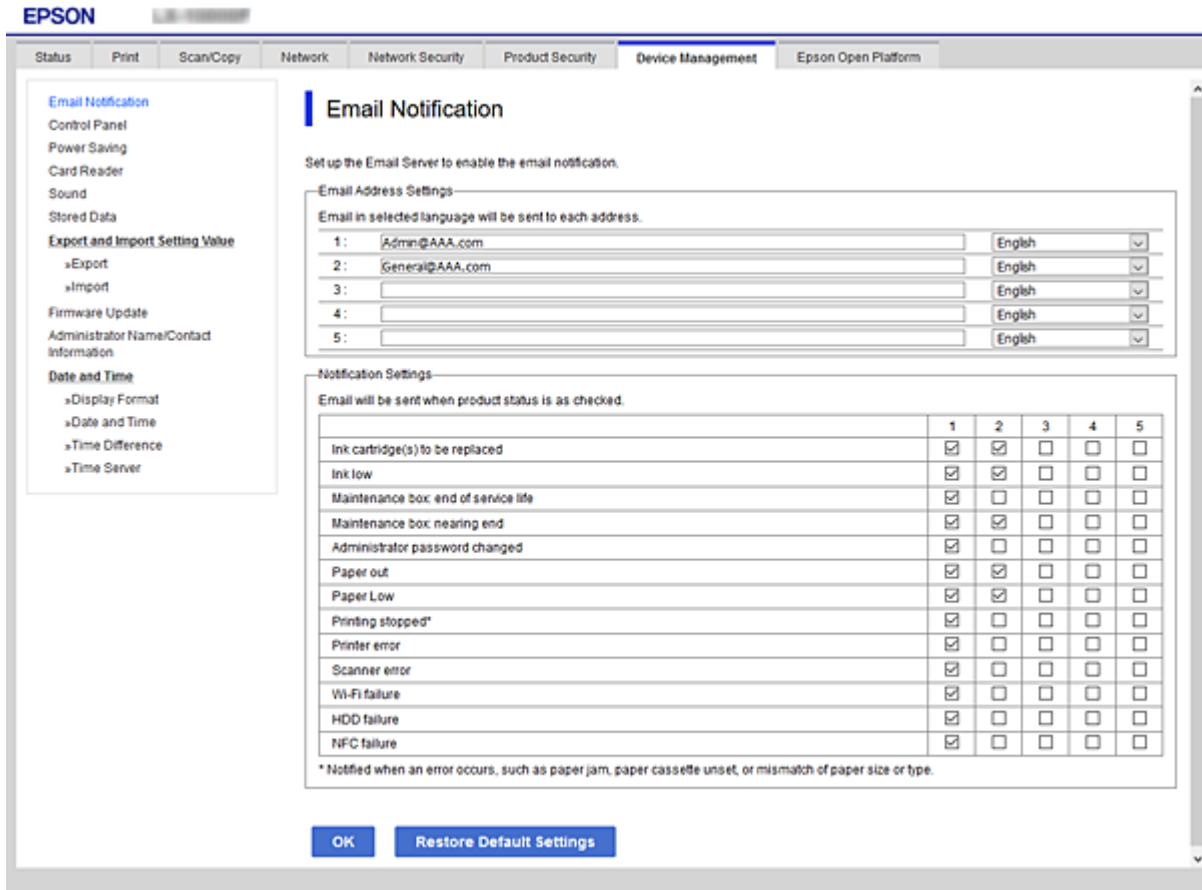 EPSON
Status Print Scan/Copy Network Network Security Product Security Device Management Epson Open Platform
Email Notification
Control Panel
Power Saving
Card Reader
Sound
Stored Data
Export and Import Setting Value
»Export
»Import
Firmware Update
Administrator Name/Contact
Information
Date and Time
»Display Format
»Date and Time
»Time Difference
»Time Server
Email Notification
Set up the Email Server to enable the email notification.
Email Address Settings
Email in selected language will be sent to each address.
1 : Admin@AAA.com English
2 : General@AAA.com English
3 : English
4 : English
5 : English
Notification Settings
Email will be sent when product status is as checked.
1 2 3 4 5
Ink cartridge(s) to be replaced
Ink low
Maintenance box: end of service life
Maintenance box: nearing end
Administrator password changed
Paper out
Paper Low
Printing stopped*
Printer error
Scanner error
Wi-Fi failure
HDD failure
NFC failure
* Notified when an error occurs, such as paper jam, paper cassette unset, or mismatch of paper size or type.
OK Restore Default Settings